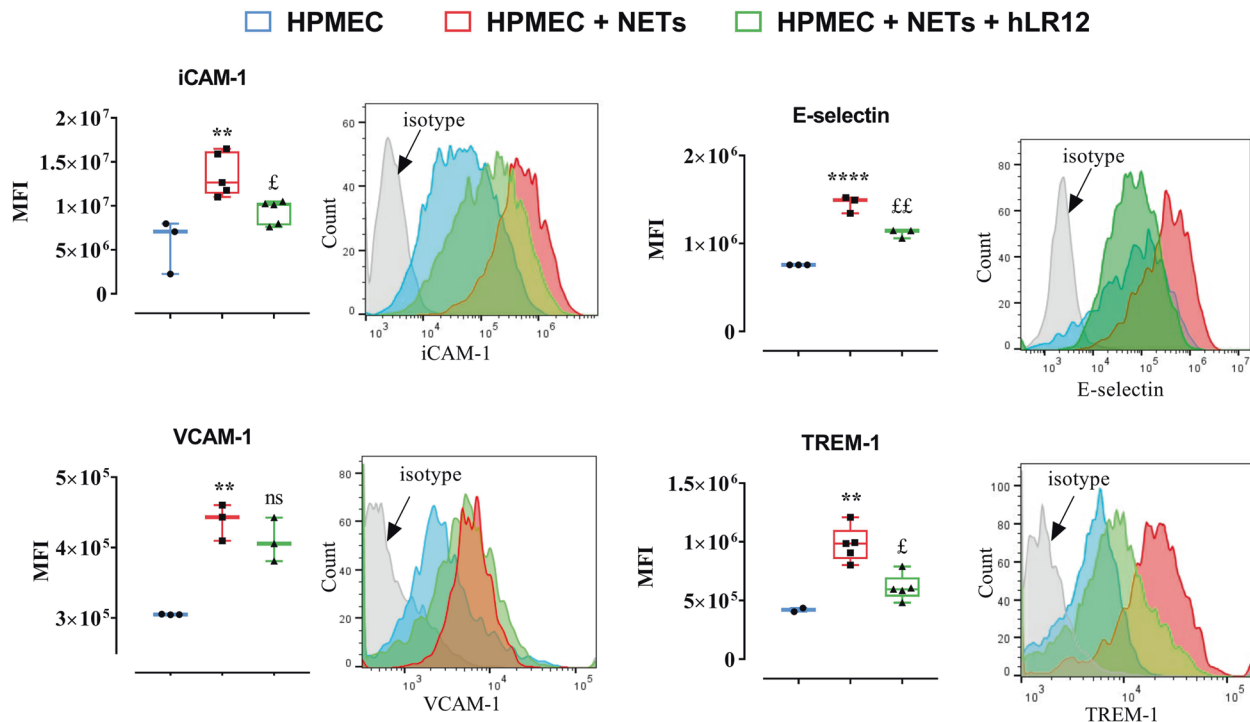 HPMEC HPMEC + NETs HPMEC + NETs + hLR12
iCAM-1
MFI
2×10⁷
1.5×10⁷
1×10⁷
5×10⁶
0
**
£
isotype
Count
60
40
20
0
10³ 10⁴ 10⁵ 10⁶
iCAM-1
E-selectin
MFI
2×10⁶
1×10⁶
0
****
££
isotype
Count
80
60
40
20
0
10³ 10⁴ 10⁵ 10⁶ 10⁷
E-selectin
VCAM-1
MFI
5×10⁵
4×10⁵
3×10⁵
**
ns
isotype
Count
80
60
40
20
0
10³ 10⁴ 10⁵
VCAM-1
TREM-1
MFI
1.5×10⁶
1×10⁶
5×10⁵
0
**
£
isotype
Count
120
100
80
60
40
20
0
10³ 10⁴ 10⁵
TREM-1